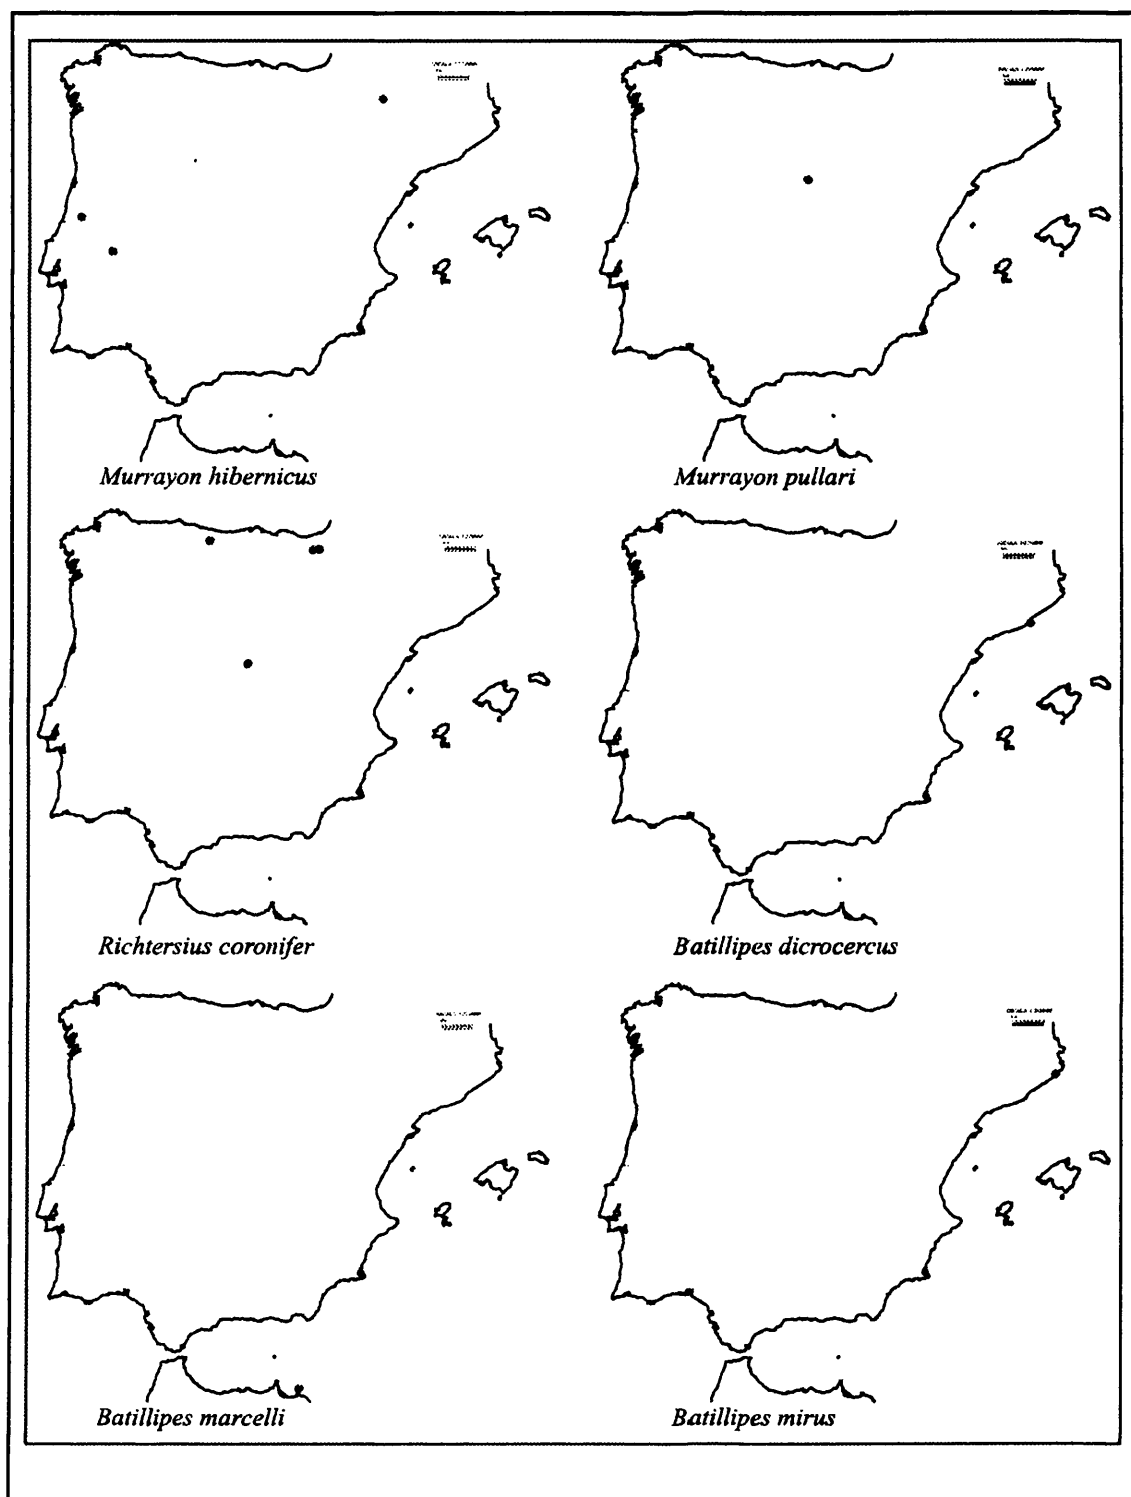 Murrayon hibernicus
Murrayon pullari
Richtersius coronifer
Batillipes dicrocercus
Batillipes marcelli
Batillipes mirus